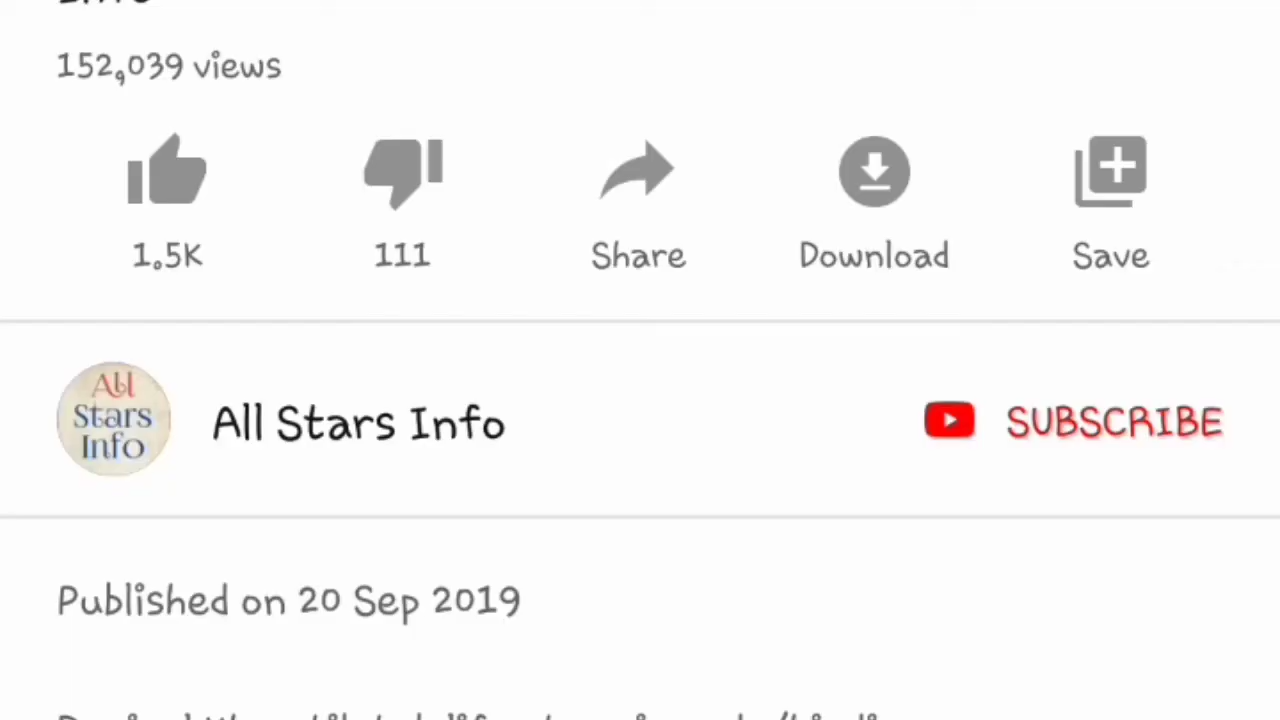 Info
152,039 views
1.5K
111
Share
Download
Save
All
Stars
Info
All Stars Info
SUBSCRIBE
Published on 20 Sep 2019